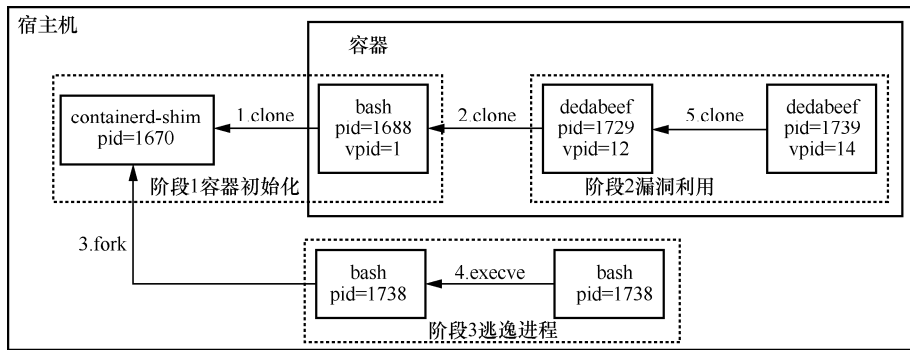 宿主机
容器
containerd-shim
pid=1670
1.clone
bash
pid=1688
vpid=1
2.clone
dedabeef
pid=1729
vpid=12
5.clone
dedabeef
pid=1739
vpid=14
阶段1容器初始化
阶段2漏洞利用
3.fork
bash
pid=1738
4.execve
bash
pid=1738
阶段3逃逸进程